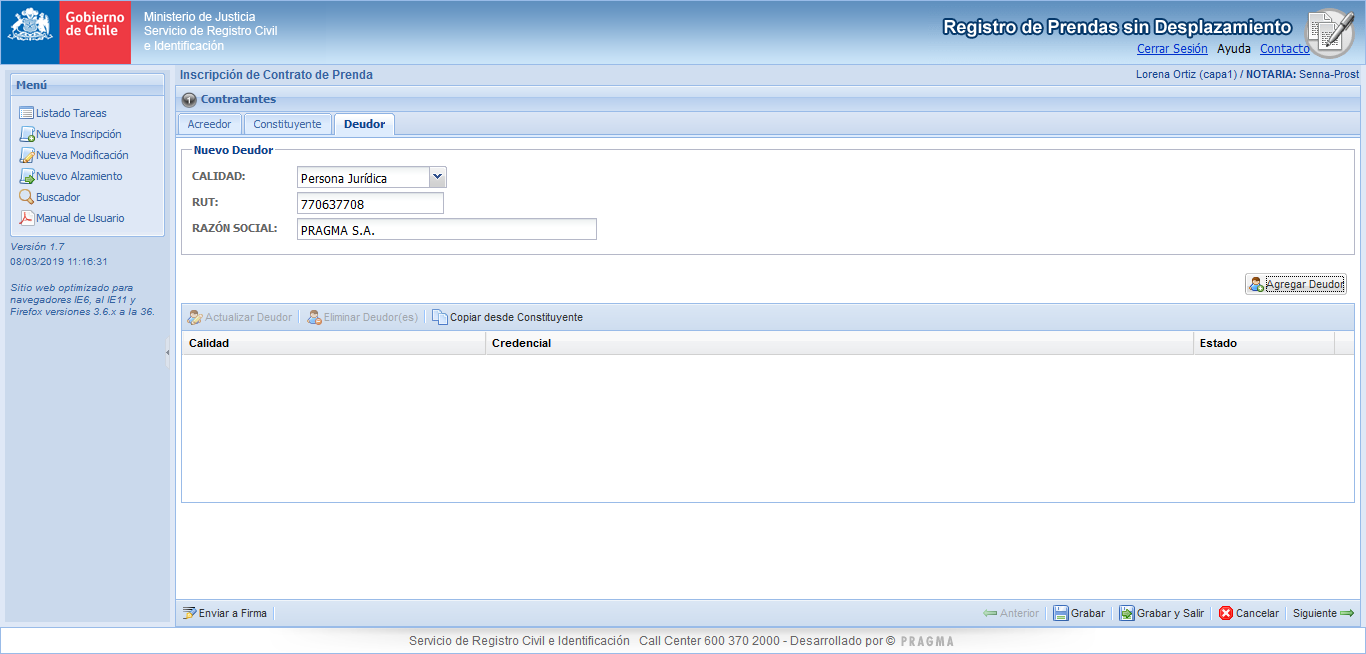 Gobierno
de Chile
Ministerio de Justicia
Servicio de Registro Civil
e Identificación
Registro de Prendas sin Desplazamiento
Cerrar Sesión Ayuda Contacto
Menú
Listado Tareas
Nueva Inscripción
Nueva Modificación
Nuevo Alzamiento
Buscador
Manual de Usuario
Versión 1.7
08/03/2019 11:16:31
Sitio web optimizado para
navegadores IE6, al IE11 y
Firefox versiones 3.6.x a la 36.
Inscripción de Contrato de Prenda
Lorena Ortiz (capa1) / NOTARIA: Senna-Prost
Contratantes
Acreedor Constituyente Deudor
Nuevo Deudor
CALIDAD: Persona Jurídica
RUT: 770637708
RAZÓN SOCIAL: PRAGMA S.A.
Agregar Deudor
Actualizar Deudor Eliminar Deudor(es) Copiar desde Constituyente
Calidad Credencial Estado
Enviar a Firma Anterior Grabar Grabar y Salir Cancelar Siguiente
Servicio de Registro Civil e Identificación Call Center 600 370 2000 - Desarrollado por © PRAGMA